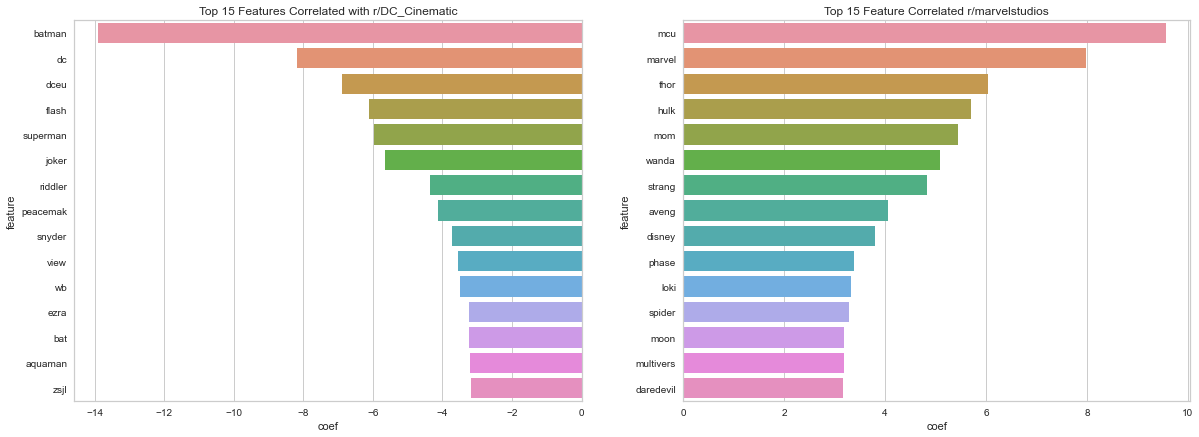 Top 15 Features Correlated with r/DC_Cinematic
batman
dc
dceu
flash
superman
joker
riddler
peacemak
snyder
view
wb
ezra
bat
aquaman
zsjl
feature
−14 −12 −10 −8 −6 −4 −2 0
coef
Top 15 Feature Correlated r/marvelstudios
mcu
marvel
thor
hulk
mom
wanda
strang
aveng
disney
phase
loki
spider
moon
multivers
daredevil
feature
0 2 4 6 8 10
coef